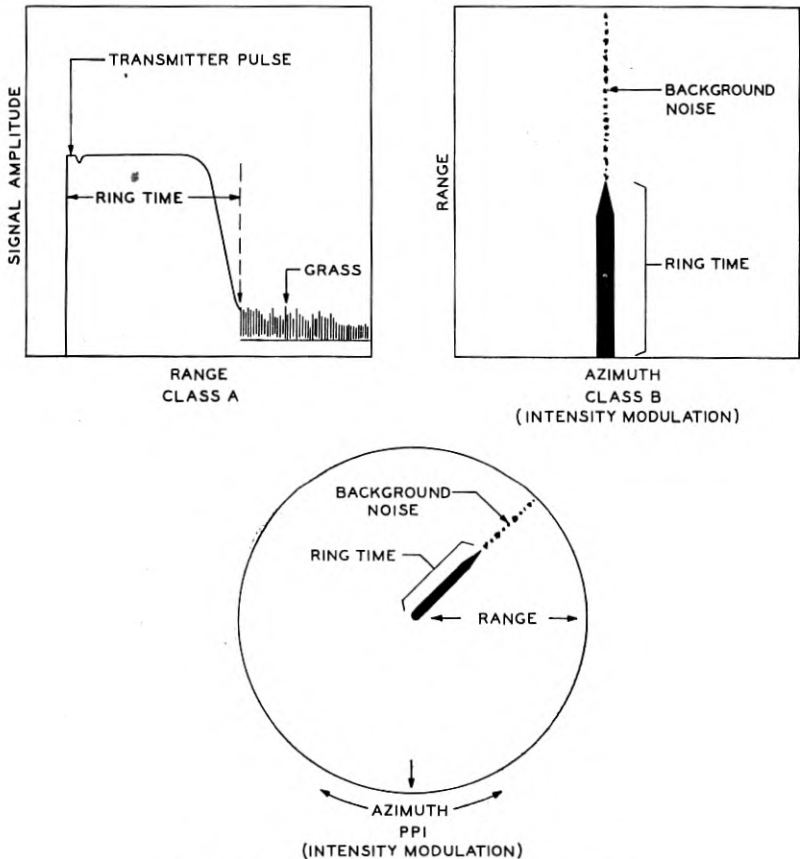 TRANSMITTER PULSE
SIGNAL AMPLITUDE
RING TIME
GRASS
RANGE
CLASS A
BACKGROUND
NOISE
RANGE
RING TIME
AZIMUTH
CLASS B
(INTENSITY MODULATION)
BACKGROUND
NOISE
RING TIME
RANGE
AZIMUTH
PPI
(INTENSITY MODULATION)